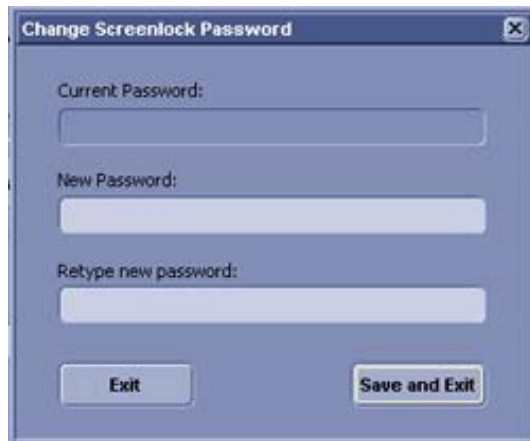 Change Screenlock Password
Current Password:
New Password:
Retype new password:
Exit
Save and Exit